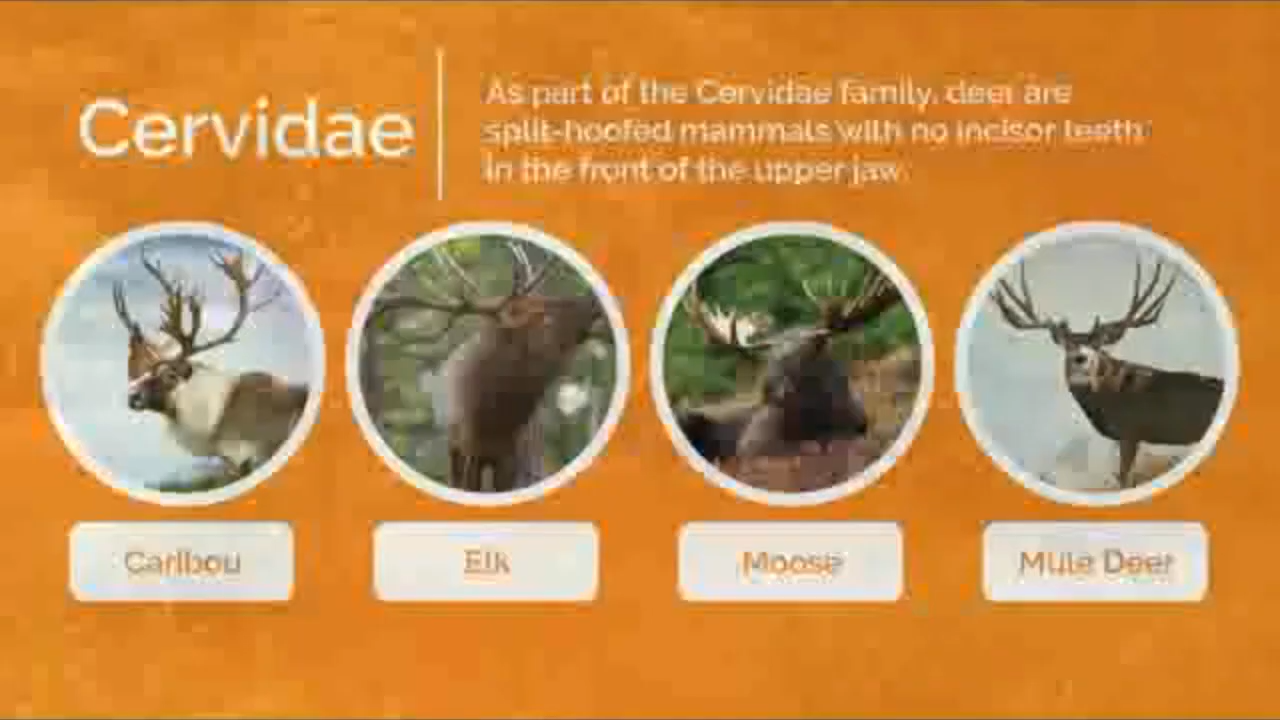 Cervidae
As part of the Cervidae family, deer are
split-hoofed mammals with no incisor teeth
in the front of the upper jaw.
Caribou
Elk
Moose
Mule Deer